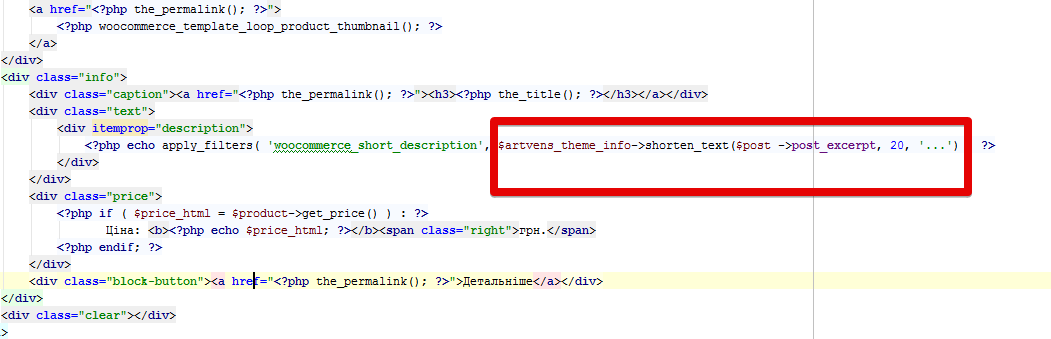 <a href="<?php the_permalink(); ?>">
<?php woocommerce_template_loop_product_thumbnail(); ?>
</a>
</div>
<div class="info">
<div class="caption"><a href="<?php the_permalink(); ?>"><h3><?php the_title(); ?></h3></a></div>
<div class="text">
<div itemprop="description">
<?php echo apply_filters( 'woocommerce_short_description', $artvens_theme_info->shorten_text($post ->post_excerpt, 20, '...') ?>
</div>
</div>
<div class="price">
<?php if ( $price_html = $product->get_price() ) : ?>
Ціна: <b><?php echo $price_html; ?></b><span class="right">грн.</span>
<?php endif; ?>
</div>
<div class="block-button"><a href="<?php the_permalink(); ?>">Детальніше</a></div>
</div>
<div class="clear"></div>
>